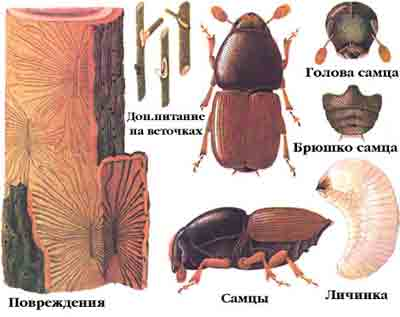 Доп.питание
на веточках
Голова самца
Брюшко самца
Повреждения
Самцы
Личинка